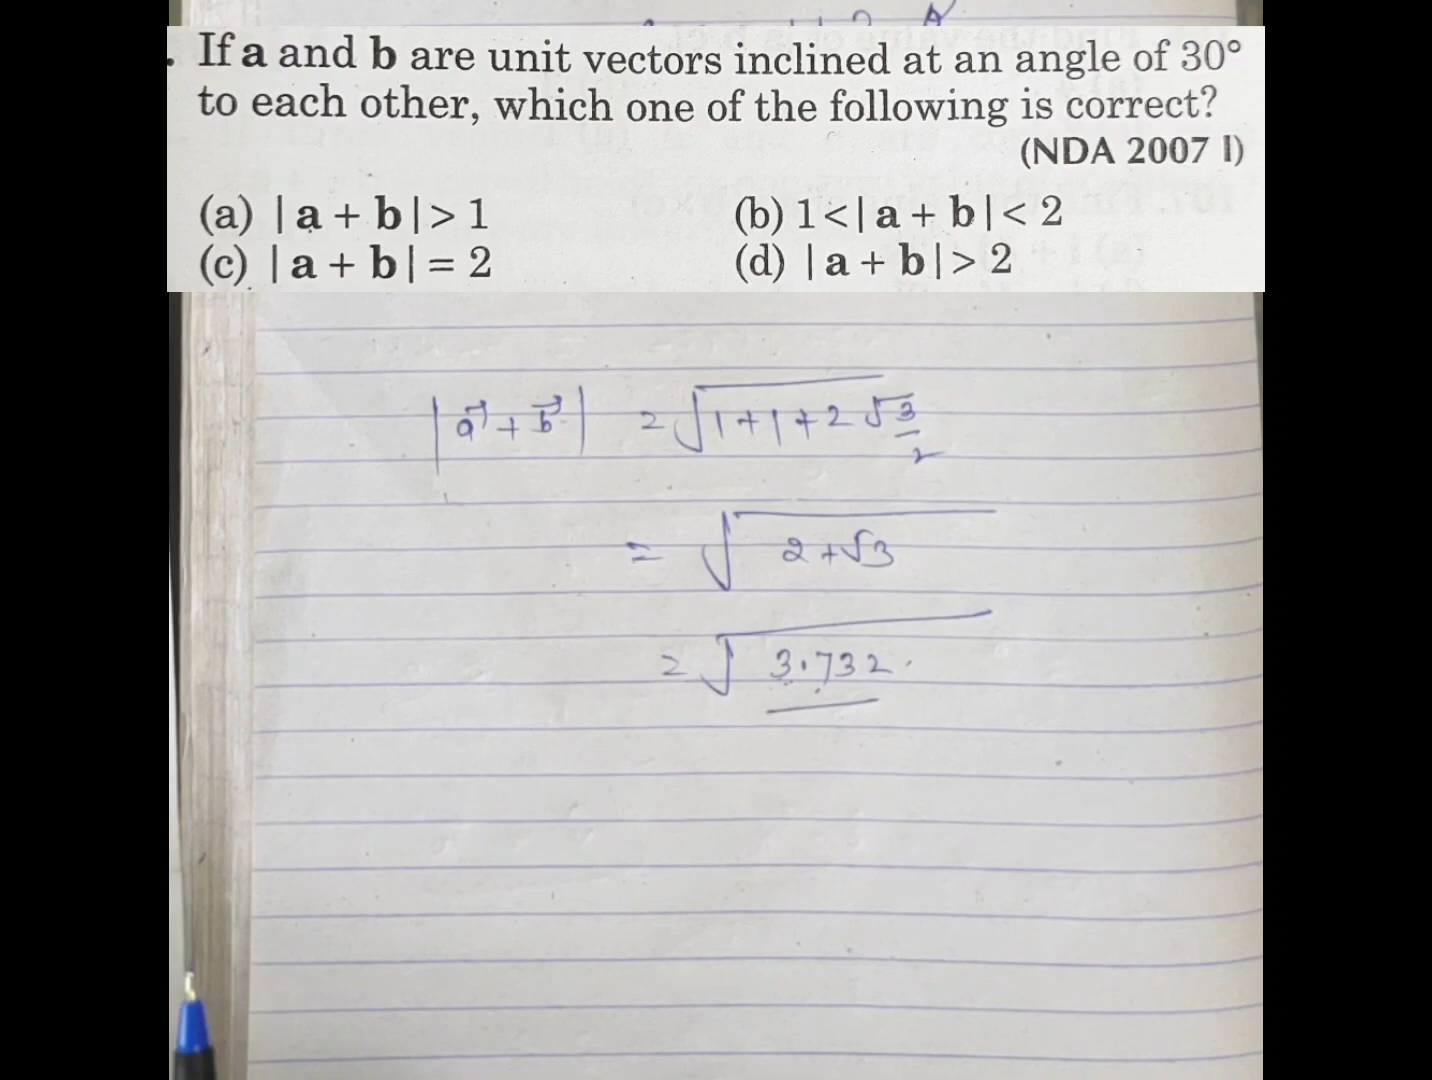 . If a and b are unit vectors inclined at an angle of 30°
to each other, which one of the following is correct?
(NDA 2007 I)
(a) | a + b | > 1 (b) 1 < | a + b | < 2
(c) | a + b | = 2 (d) | a + b | > 2
|a⃗ + b⃗| = √(1+1+2 √3/2)
= √(2+√3)
= √(3.732)